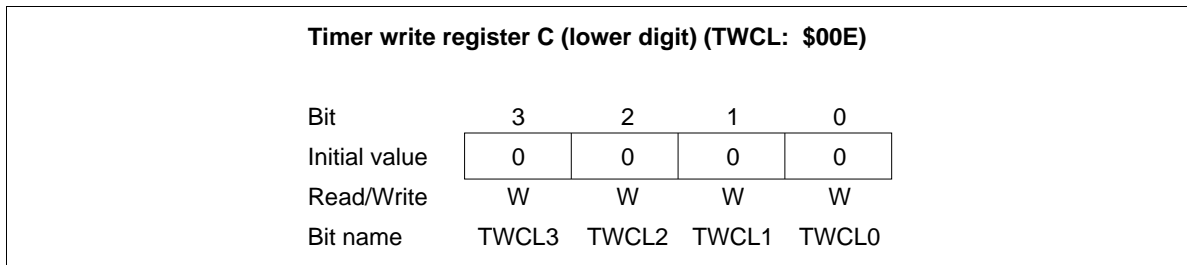 Timer write register C (lower digit) (TWCL: $00E)
Bit 3 2 1 0
Initial value 0 0 0 0
Read/Write W W W W
Bit name TWCL3 TWCL2 TWCL1 TWCL0